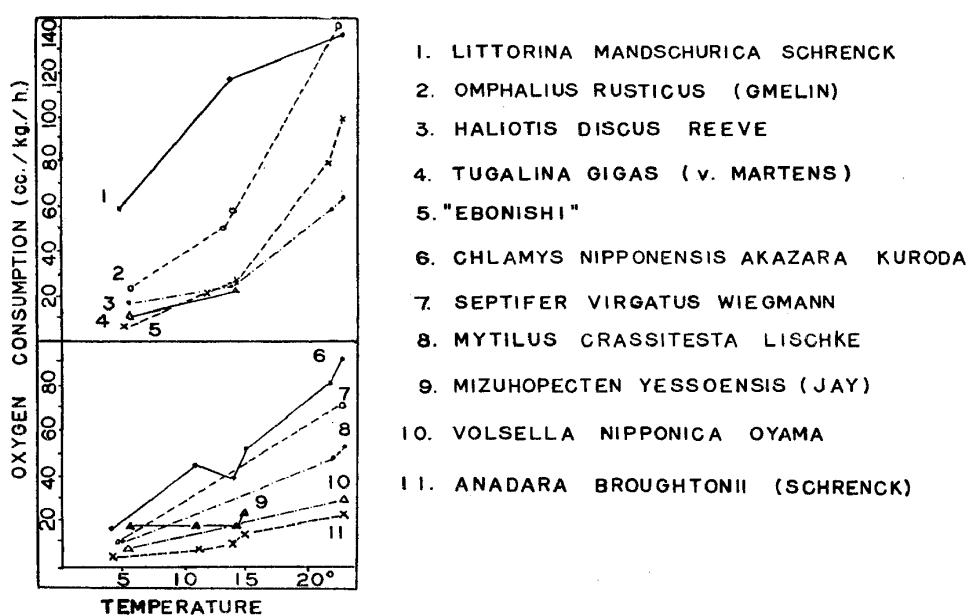 OXYGEN CONSUMPTION (cc./kg./h.)
140
120
100
80
60
40
20
1
2
3
4
5
80
60
40
20
6
7
8
9
10
11
5 10 15 20°
TEMPERATURE
1. LITTORINA MANDSCHURICA SCHRENCK
2. OMPHALIUS RUSTICUS (GMELIN)
3. HALIOTIS DISCUS REEVE
4. TUGALINA GIGAS (v. MARTENS)
5. "EBONISHI"
6. CHLAMYS NIPPONENSIS AKAZARA KURODA
7. SEPTIFER VIRGATUS WIEGMANN
8. MYTILUS CRASSITESTA LISCHKE
9. MIZUHOPECTEN YESSOENSIS (JAY)
10. VOLSELLA NIPPONICA OYAMA
11. ANADARA BROUGHTONII (SCHRENCK)